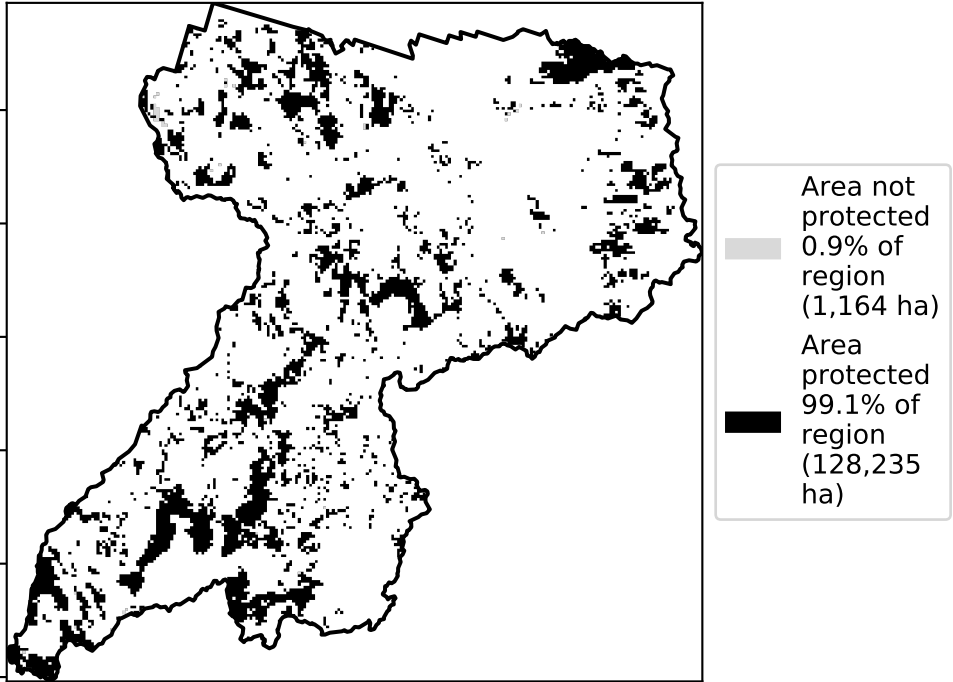 Area not
protected
0.9% of
region
(1,164 ha)
Area
protected
99.1% of
region
(128,235
ha)